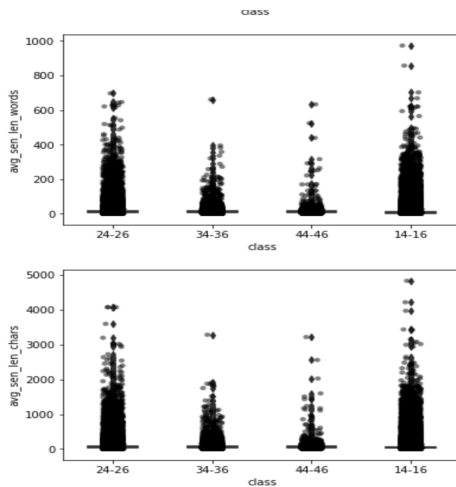 class
1000
800
600
400
200
0
avg_sen_len_words
24-26 34-36 44-46 14-16
class
5000
4000
3000
2000
1000
0
avg_sen_len_chars
24-26 34-36 44-46 14-16
class